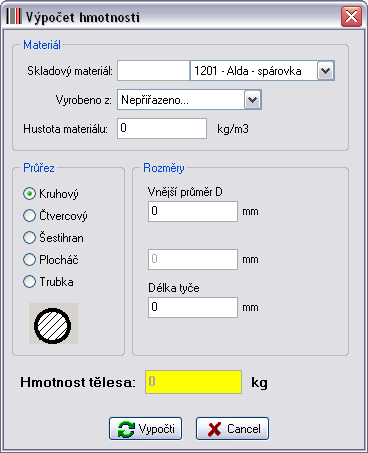 Výpočet hmotnosti
Materiál
Skladový materiál: 1201 - Alda - spárovka
Vyrobeno z: Nepřiřazeno...
Hustota materiálu: 0 kg/m3
Průřez
Kruhový
Čtvercový
Šestihran
Plocháč
Trubka
Rozměry
Vnější průměr D
0 mm
0 mm
Délka tyče
0 mm
Hmotnost tělesa: 0 kg
Vypočti
Cancel